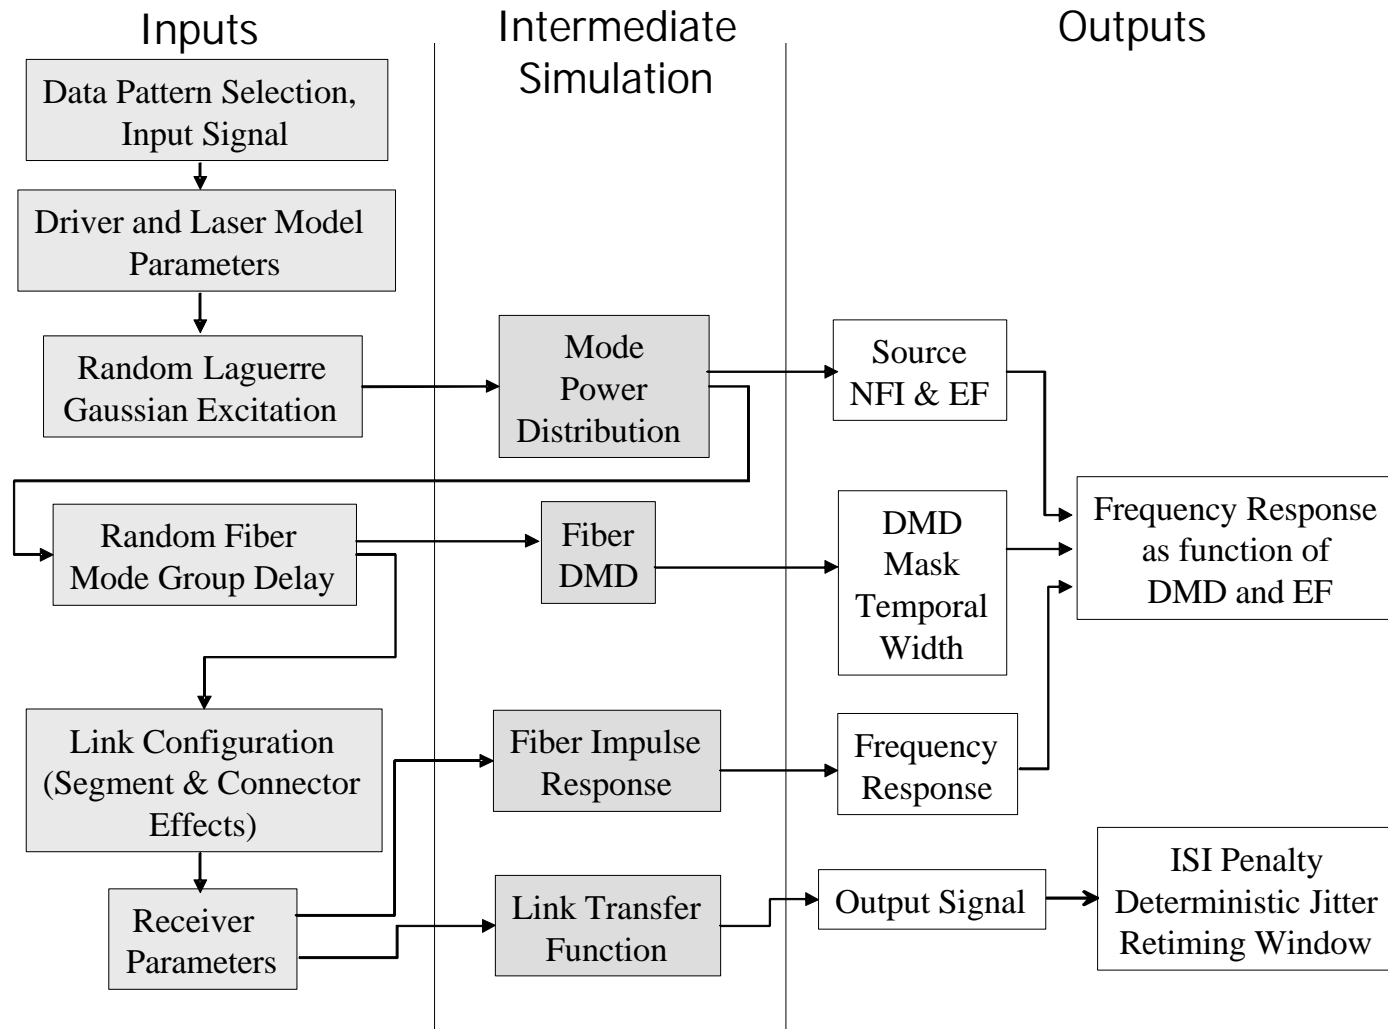 Inputs
Intermediate
Simulation
Outputs
Data Pattern Selection,
Input Signal
Driver and Laser Model
Parameters
Random Laguerre
Gaussian Excitation
Mode
Power
Distribution
Source
NFI & EF
Random Fiber
Mode Group Delay
Fiber
DMD
DMD
Mask
Temporal
Width
Frequency Response
as function of
DMD and EF
Link Configuration
(Segment & Connector
Effects)
Fiber Impulse
Response
Frequency
Response
Receiver
Parameters
Link Transfer
Function
Output Signal
ISI Penalty
Deterministic Jitter
Retiming Window